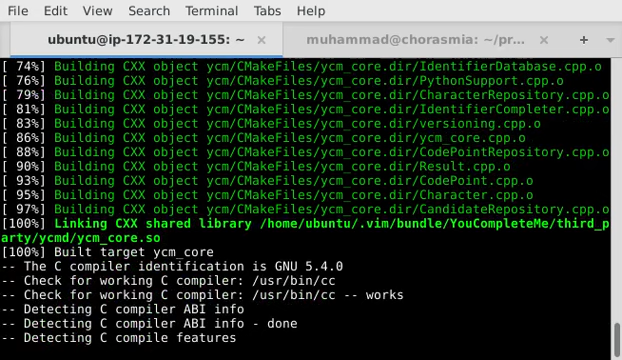 File Edit View Search Terminal Tabs Help
ubuntu@ip-172-31-19-155: ~ × muhammad@chorasmia: ~/pr... × +
[ 74%] Building CXX object ycm/CMakeFiles/ycm_core.dir/IdentifierDatabase.cpp.o
[ 76%] Building CXX object ycm/CMakeFiles/ycm_core.dir/PythonSupport.cpp.o
[ 79%] Building CXX object ycm/CMakeFiles/ycm_core.dir/CharacterRepository.cpp.o
[ 81%] Building CXX object ycm/CMakeFiles/ycm_core.dir/IdentifierCompleter.cpp.o
[ 83%] Building CXX object ycm/CMakeFiles/ycm_core.dir/versioning.cpp.o
[ 86%] Building CXX object ycm/CMakeFiles/ycm_core.dir/ycm_core.cpp.o
[ 88%] Building CXX object ycm/CMakeFiles/ycm_core.dir/CodePointRepository.cpp.o
[ 90%] Building CXX object ycm/CMakeFiles/ycm_core.dir/Result.cpp.o
[ 93%] Building CXX object ycm/CMakeFiles/ycm_core.dir/CodePoint.cpp.o
[ 95%] Building CXX object ycm/CMakeFiles/ycm_core.dir/Character.cpp.o
[ 97%] Building CXX object ycm/CMakeFiles/ycm_core.dir/CandidateRepository.cpp.o
[100%] Linking CXX shared library /home/ubuntu/.vim/bundle/YouCompleteMe/third_p
arty/ycmd/ycm_core.so
[100%] Built target ycm_core
-- The C compiler identification is GNU 5.4.0
-- Check for working C compiler: /usr/bin/cc
-- Check for working C compiler: /usr/bin/cc -- works
-- Detecting C compiler ABI info
-- Detecting C compiler ABI info - done
-- Detecting C compile features